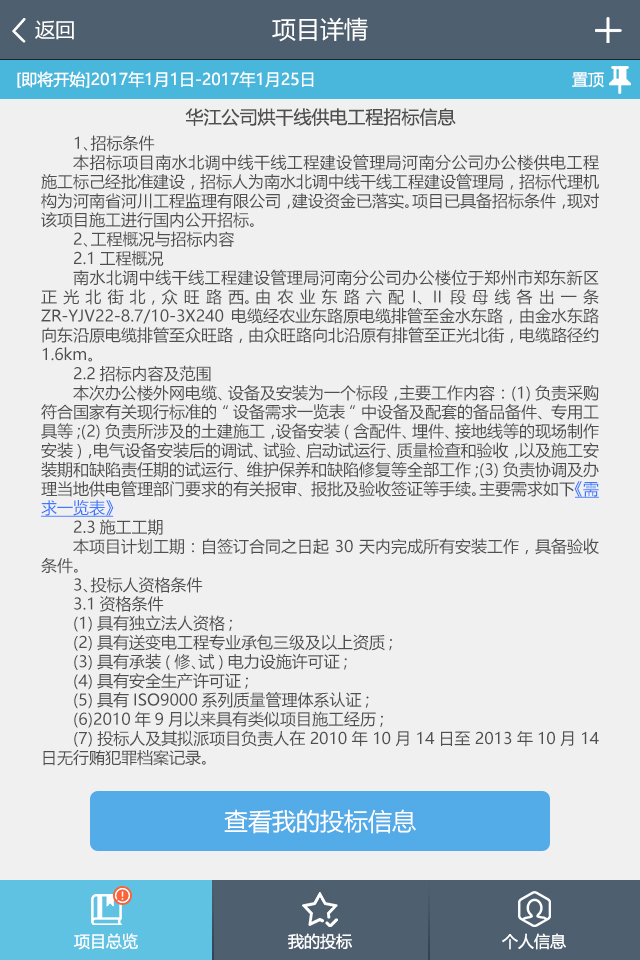 返回
项目详情
[即将开始]2017年1月1日-2017年1月25日
置顶
华江公司烘干线供电工程招标信息
1、招标条件
本招标项目南水北调中线干线工程建设管理局河南分公司办公楼供电工程
施工标己经批准建设，招标人为南水北调中线干线工程建设管理局，招标代理机
构为河南省河川工程监理有限公司，建设资金已落实。项目已具备招标条件，现对
该项目施工进行国内公开招标。
2、工程概况与招标内容
2.1 工程概况
南水北调中线干线工程建设管理局河南分公司办公楼位于郑州市郑东新区
正光北街北，众旺路西。由农业东路六配 I、II 段母线各出一条
ZR-YJV22-8.7/10-3X240 电缆经农业东路原电缆排管至金水东路，由金水东路
向东沿原电缆排管至众旺路，由众旺路向北沿原有排管至正光北街，电缆路径约
1.6km。
2.2 招标内容及范围
本次办公楼外网电缆、设备及安装为一个标段，主要工作内容：(1) 负责采购
符合国家有关现行标准的＂设备需求一览表＂中设备及配套的备品备件、专用工
具等；(2) 负责所涉及的土建施工，设备安装（含配件、埋件、接地线等的现场制作
安装），电气设备安装后的调试、试验、启动试运行、质量检查和验收，以及施工安
装期和缺陷责任期的试运行、维护保养和缺陷修复等全部工作；(3) 负责协调及办
理当地供电管理部门要求的有关报审、报批及验收签证等手续。主要需求如下《需
求一览表》
2.3 施工工期
本项目计划工期：自签订合同之日起 30 天内完成所有安装工作，具备验收
条件。
3、投标人资格条件
3.1 资格条件
(1) 具有独立法人资格；
(2) 具有送变电工程专业承包三级及以上资质；
(3) 具有承装（修、试）电力设施许可证；
(4) 具有安全生产许可证；
(5) 具有 ISO9000 系列质量管理体系认证；
(6)2010 年 9 月以来具有类似项目施工经历；
(7) 投标人及其拟派项目负责人在 2010 年 10 月 14 日至 2013 年 10 月 14
日无行贿犯罪档案记录。
查看我的投标信息
项目总览
我的投标
个人信息